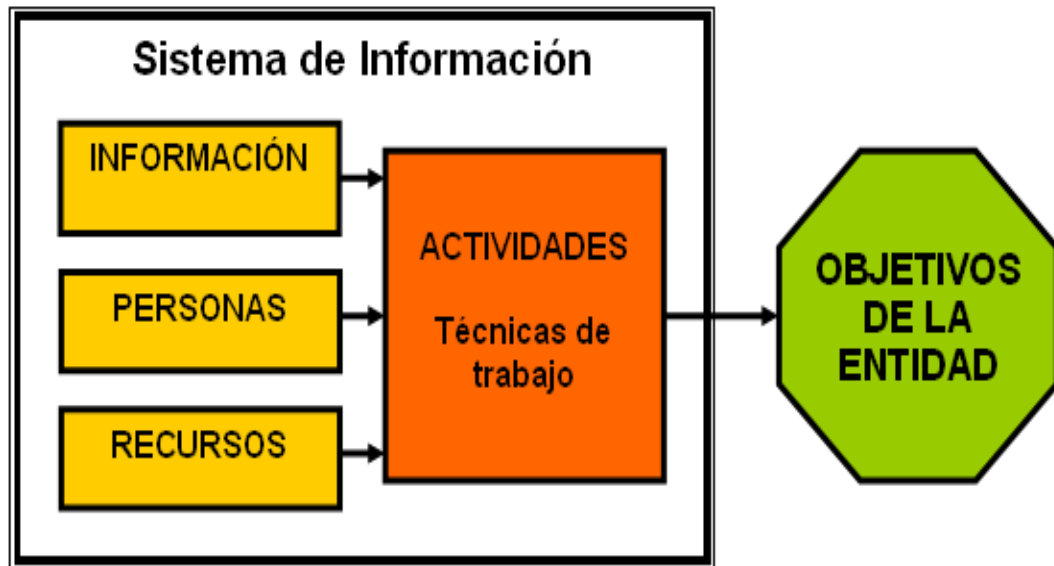 Sistema de Información
INFORMACIÓN
PERSONAS
RECURSOS
ACTIVIDADES
Técnicas de
trabajo
OBJETIVOS
DE LA
ENTIDAD